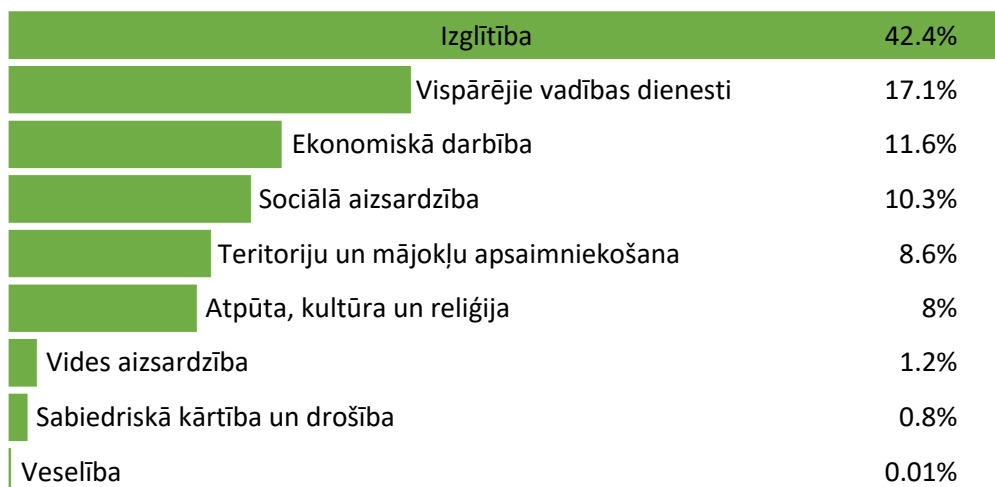 Izglītība 42.4%
Vispārējie vadības dienesti 17.1%
Ekonomiskā darbība 11.6%
Sociālā aizsardzība 10.3%
Teritoriju un mājokļu apsaimniekošana 8.6%
Atpūta, kultūra un reliģija 8%
Vides aizsardzība 1.2%
Sabiedriskā kārtība un drošība 0.8%
Veselība 0.01%